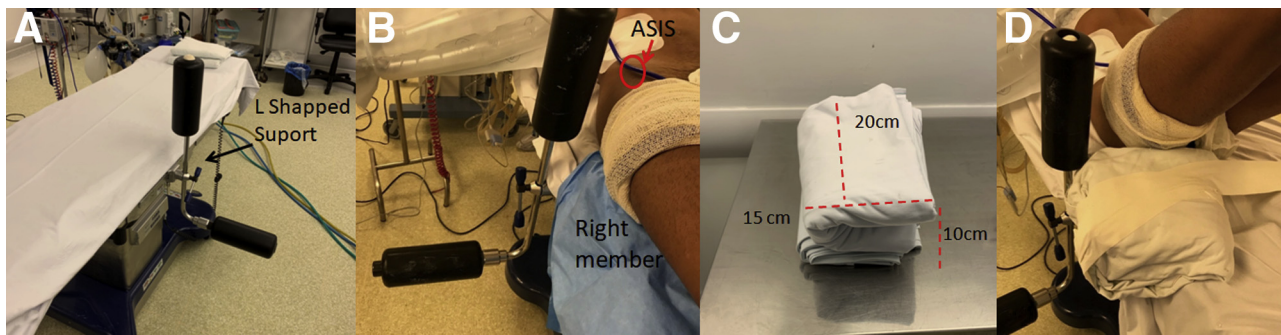 A
L Shapped
Suport
B
ASIS
Right
member
C
20cm
15 cm
10cm
D